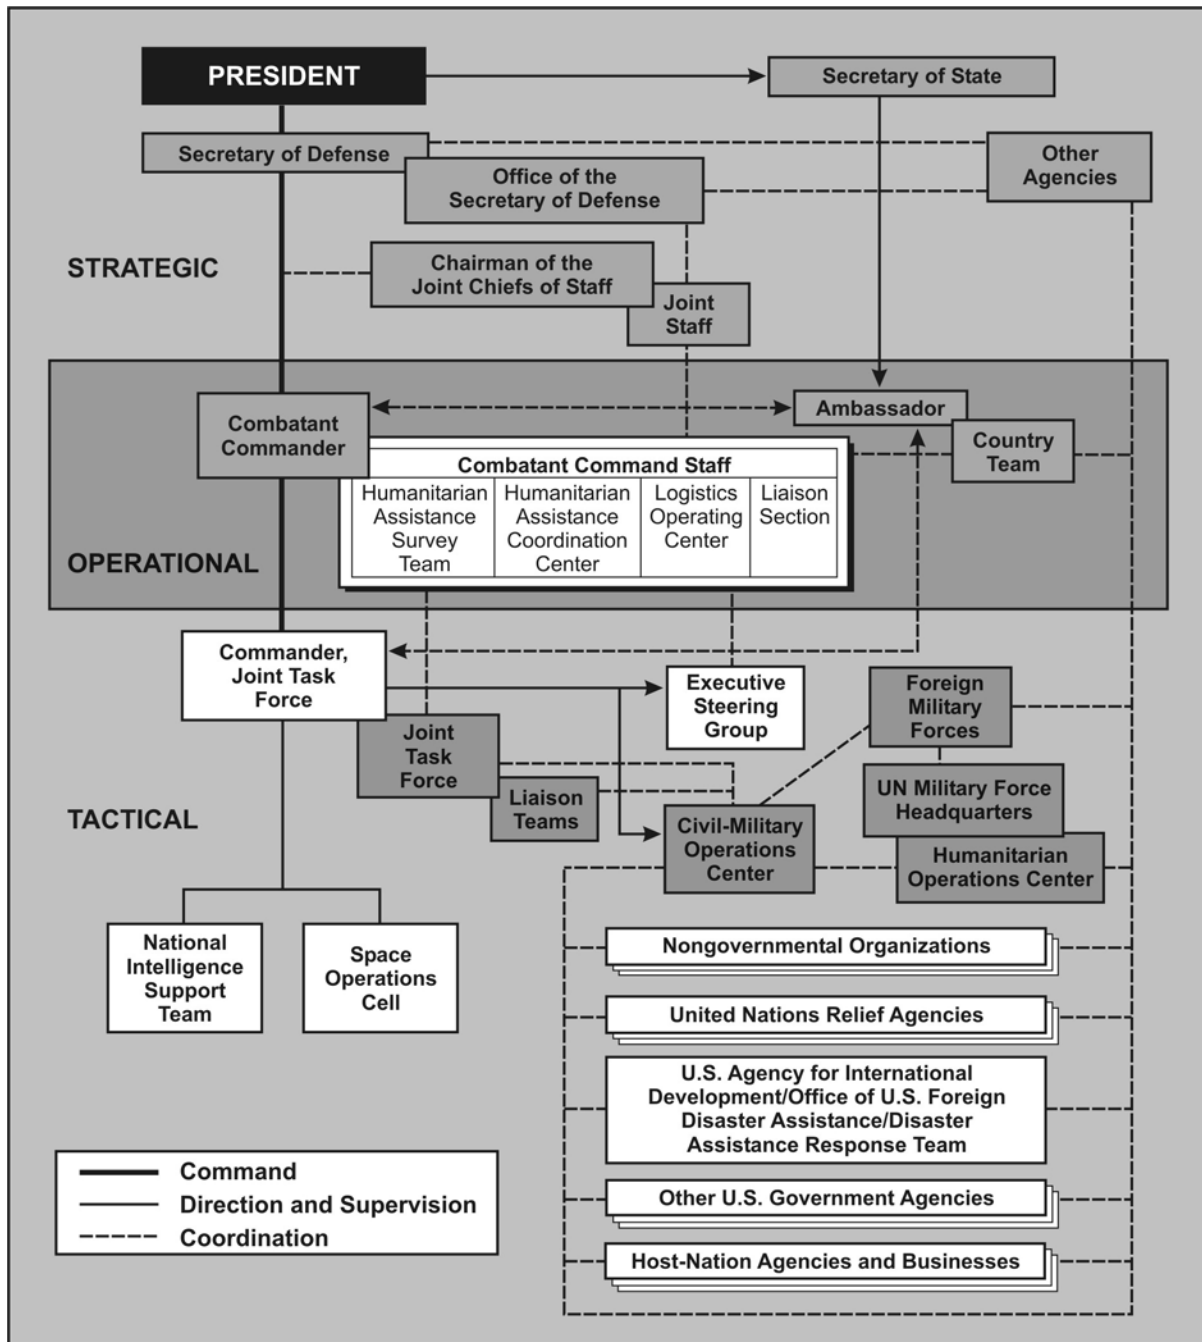 PRESIDENT
Secretary of State
Secretary of Defense
Other
Agencies
Office of the
Secretary of Defense
STRATEGIC
Chairman of the
Joint Chiefs of Staff
Joint
Staff
Combatant
Commander
Ambassador
Country
Team
Combatant Command Staff
Humanitarian
Assistance
Survey
Team
Humanitarian
Assistance
Coordination
Center
Logistics
Operating
Center
Liaison
Section
OPERATIONAL
Commander,
Joint Task
Force
Executive
Steering
Group
Foreign
Military
Forces
Joint
Task
Force
Liaison
Teams
UN Military Force
Headquarters
TACTICAL
Civil-Military
Operations
Center
Humanitarian
Operations Center
National
Intelligence
Support
Team
Space
Operations
Cell
Nongovernmental Organizations
United Nations Relief Agencies
U.S. Agency for International
Development/Office of U.S. Foreign
Disaster Assistance/Disaster
Assistance Response Team
Other U.S. Government Agencies
Host-Nation Agencies and Businesses
Command
Direction and Supervision
Coordination